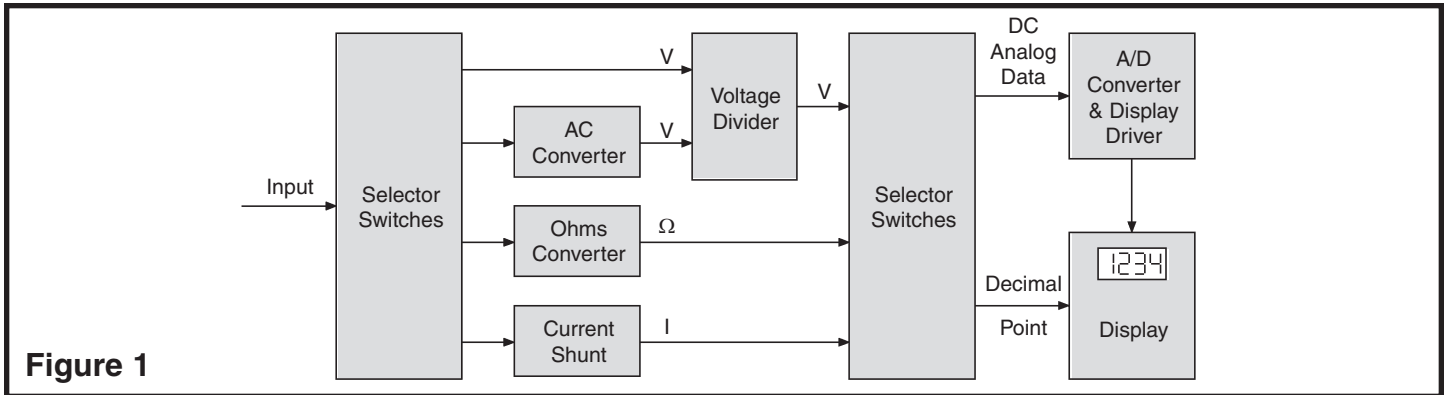 Input
Selector
Switches
V
AC
Converter
V
Ohms
Converter
Ω
Current
Shunt
I
Voltage
Divider
V
Selector
Switches
DC
Analog
Data
A/D
Converter
& Display
Driver
Decimal
Point
1234
Display
Figure 1